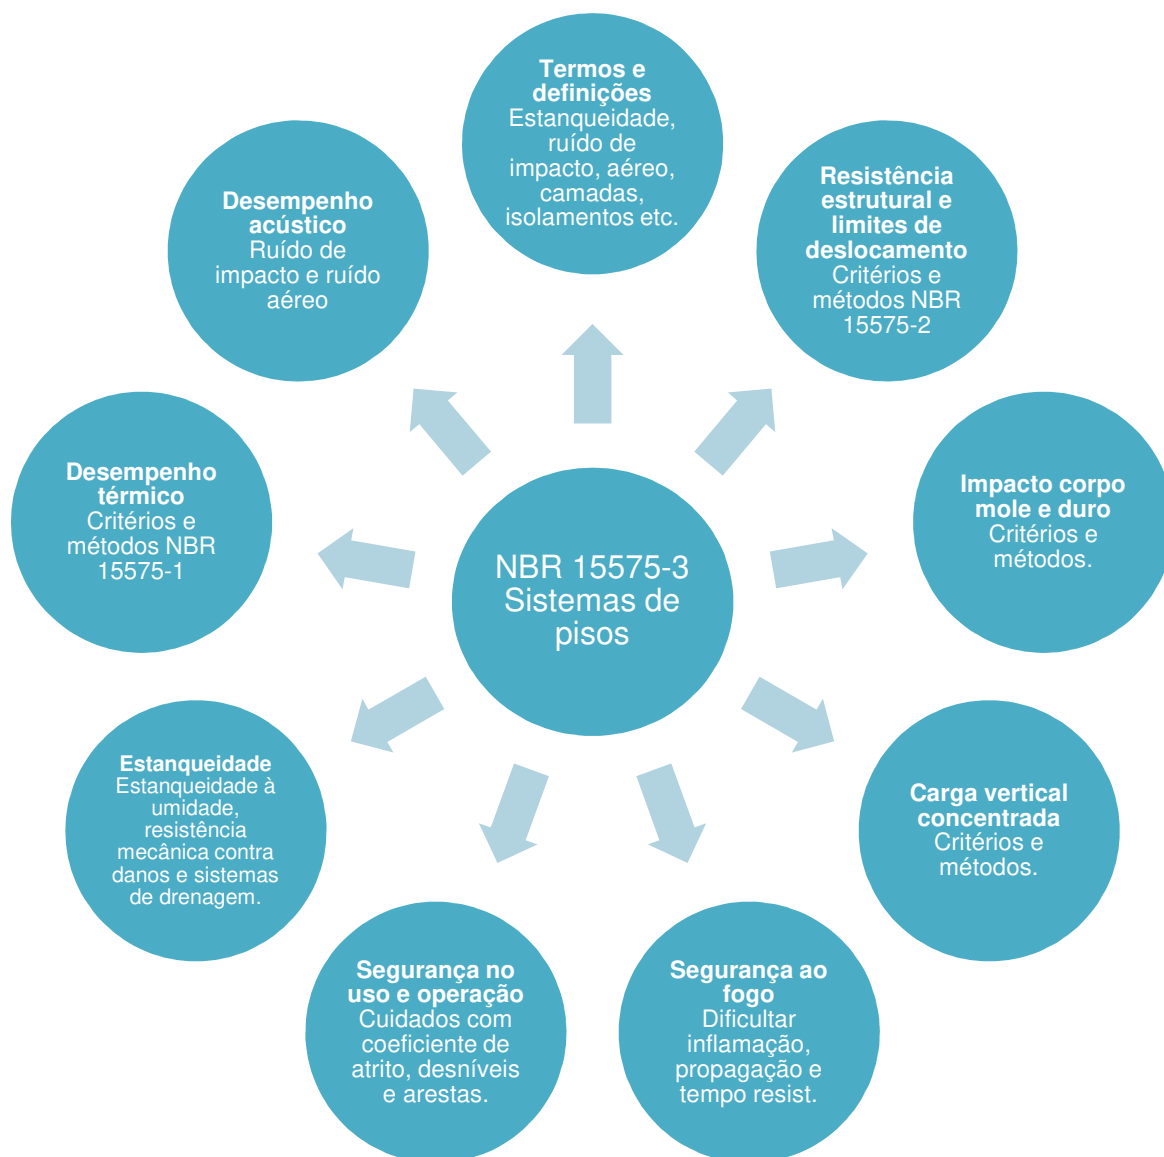 Termos e
definições
Estanqueidade,
ruído de
impacto, aéreo,
camadas,
isolamentos etc.
Resistência
estrutural e
limites de
deslocamento
Critérios e
métodos NBR
15575-2
Impacto corpo
mole e duro
Critérios e
métodos.
Carga vertical
concentrada
Critérios e
métodos.
Segurança ao
fogo
Dificultar
inflamação,
propagação e
tempo resist.
Segurança no
uso e operação
Cuidados com
coeficiente de
atrito, desníveis
e arestas.
Estanqueidade
Estanqueidade à
umidade,
resistência
mecânica contra
danos e sistemas
de drenagem.
Desempenho
térmico
Critérios e
métodos NBR
15575-1
Desempenho
acústico
Ruído de
impacto e ruído
aéreo
NBR 15575-3
Sistemas de
pisos